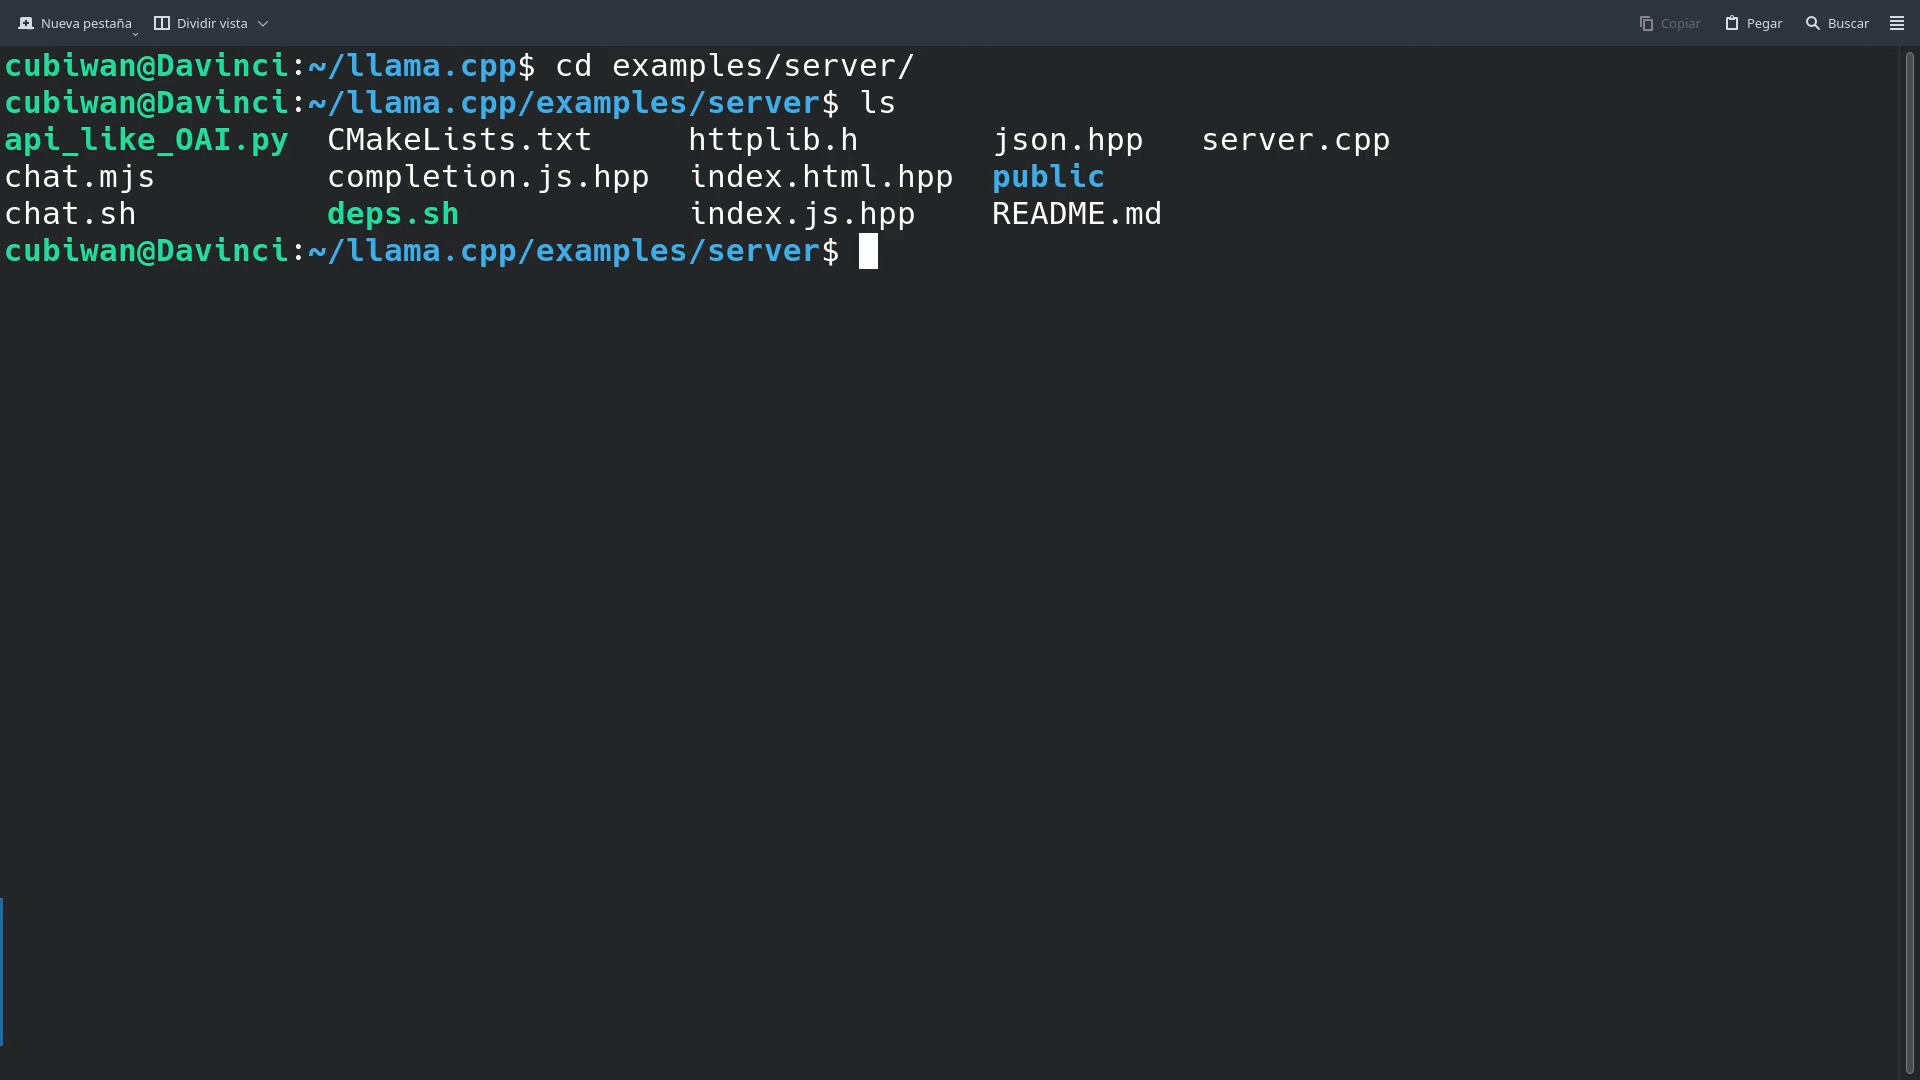 Nueva pestaña Dividir vista Copiar Pegar Buscar
cubiwan@Davinci:~/llama.cpp$ cd examples/server/
cubiwan@Davinci:~/llama.cpp/examples/server$ ls
api_like_OAI.py CMakeLists.txt httplib.h json.hpp server.cpp
chat.mjs completion.js.hpp index.html.hpp public
chat.sh deps.sh index.js.hpp README.md
cubiwan@Davinci:~/llama.cpp/examples/server$